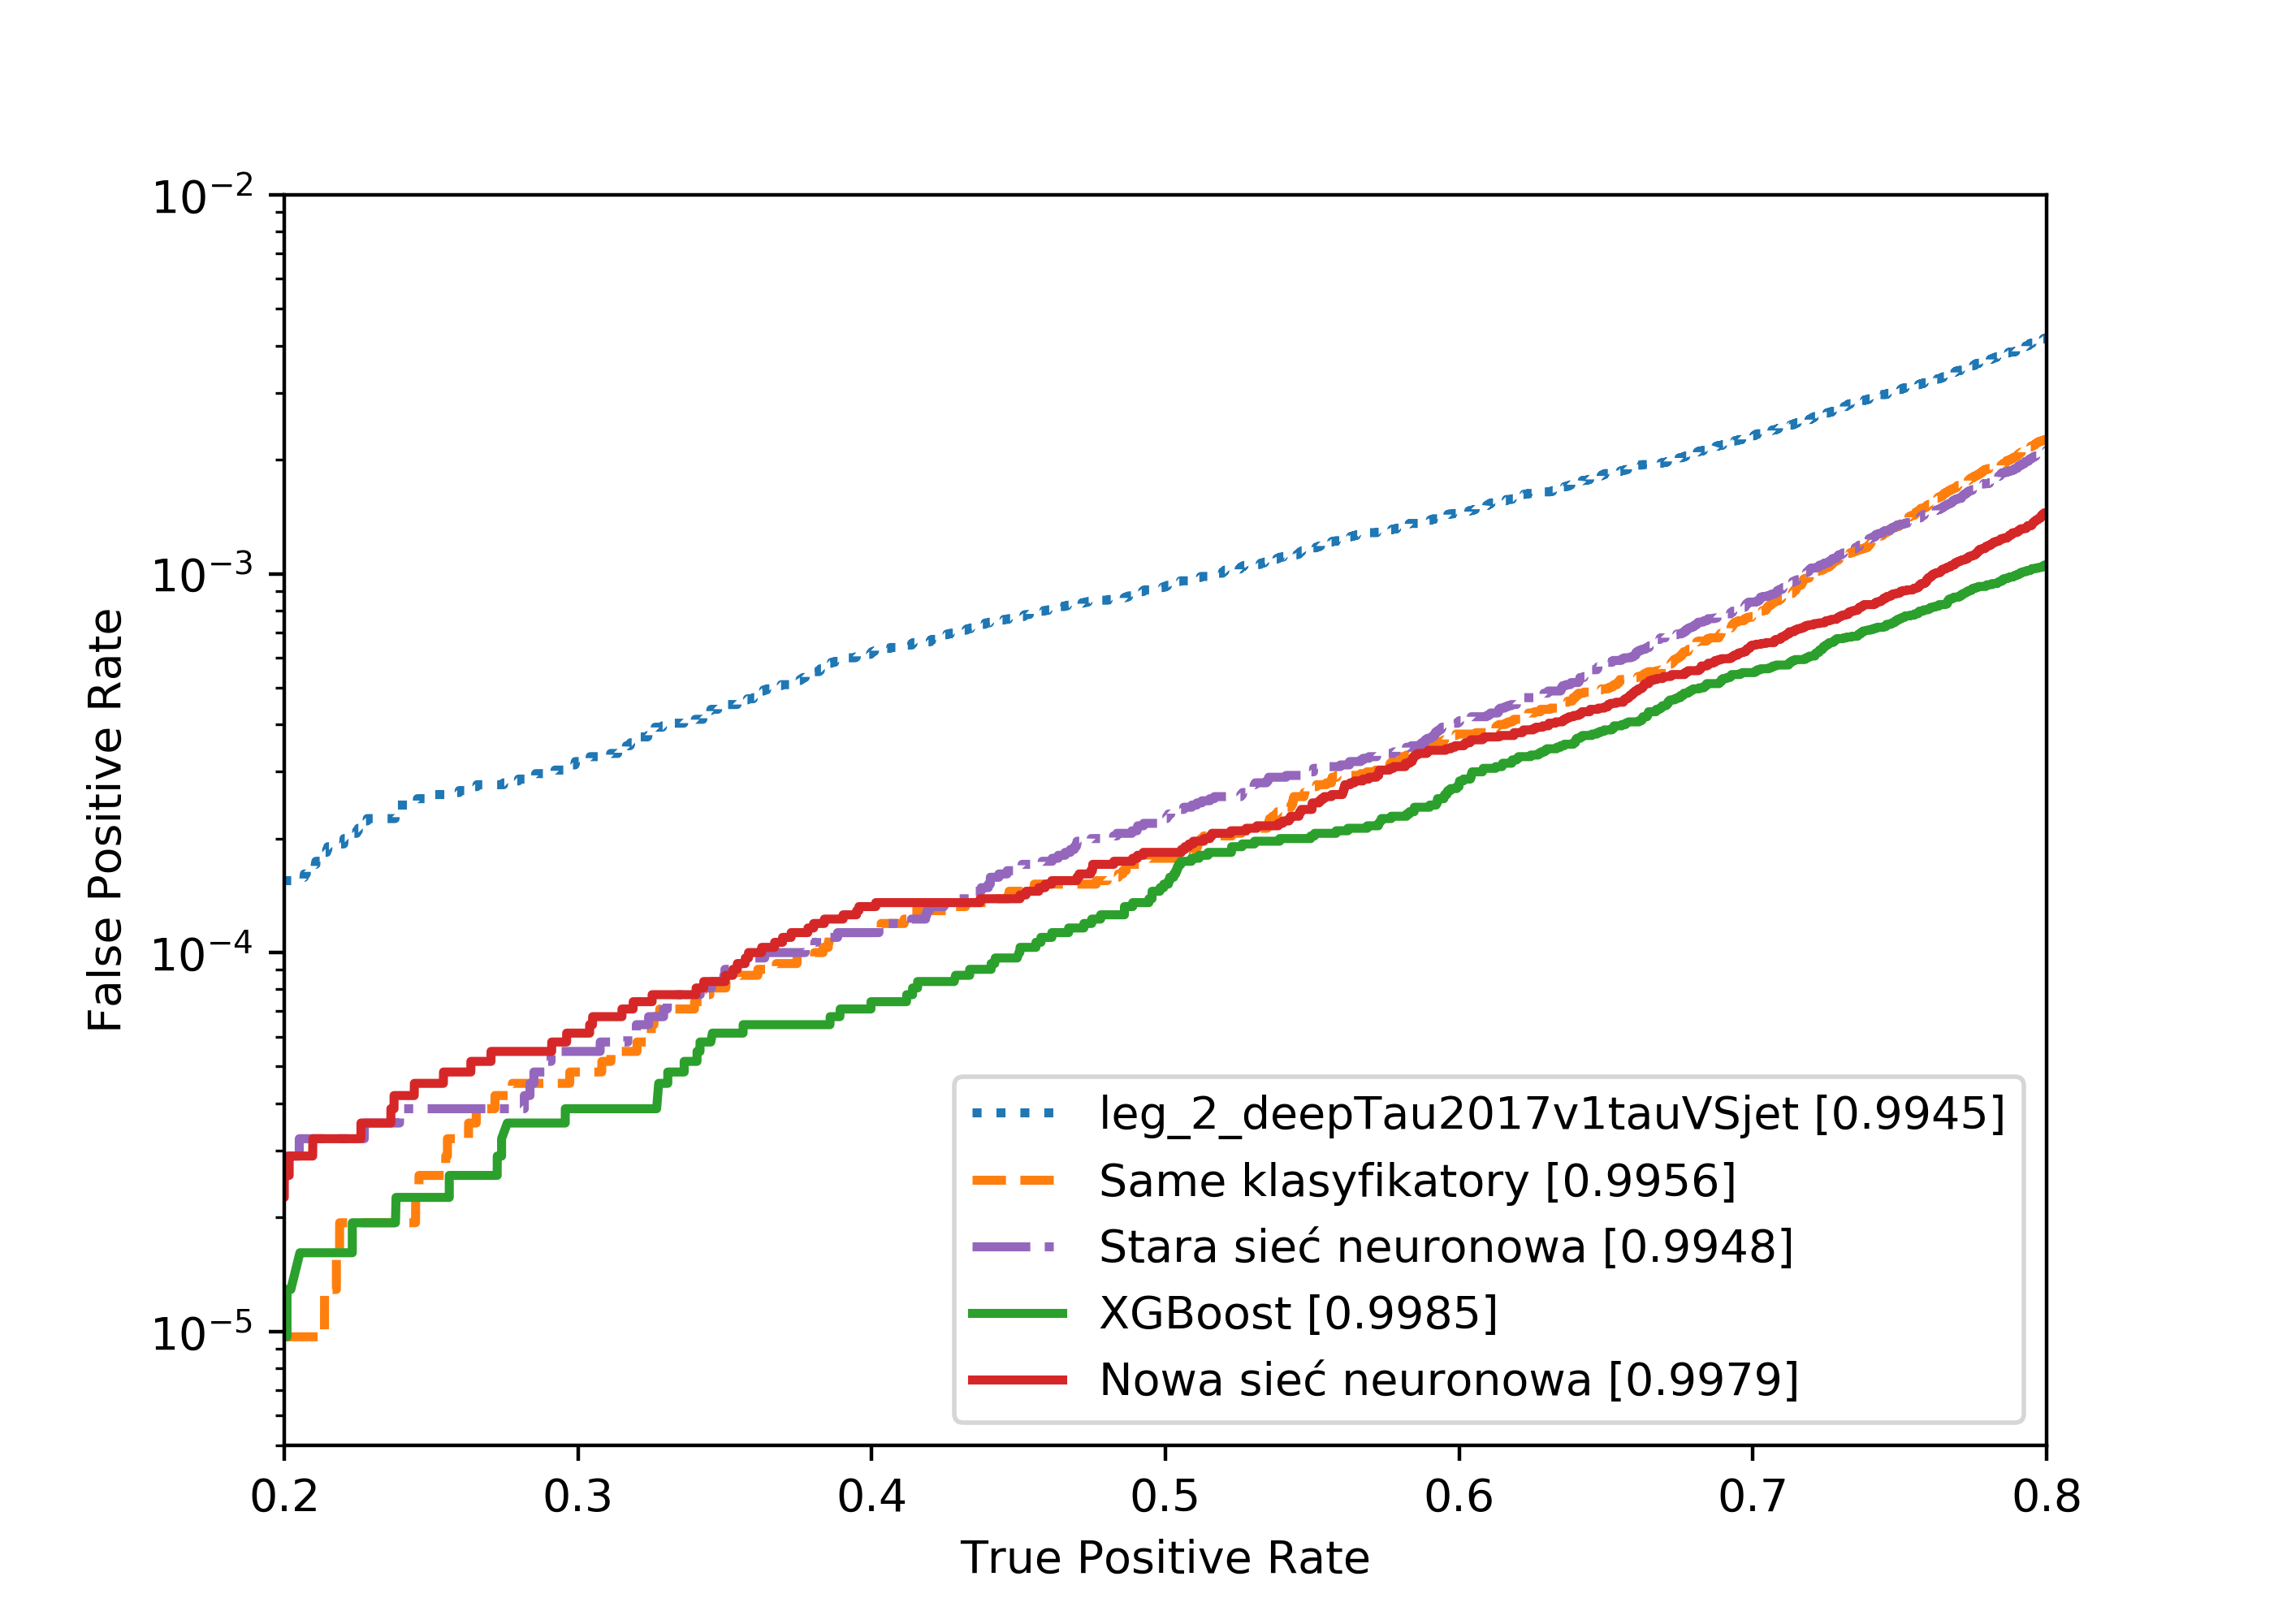 10⁻²
10⁻³
10⁻⁴
10⁻⁵
False Positive Rate
leg_2_deepTau2017v1tauVSjet [0.9945]
Same klasyfikatory [0.9956]
Stara sieć neuronowa [0.9948]
XGBoost [0.9985]
Nowa sieć neuronowa [0.9979]
0.2 0.3 0.4 0.5 0.6 0.7 0.8
True Positive Rate